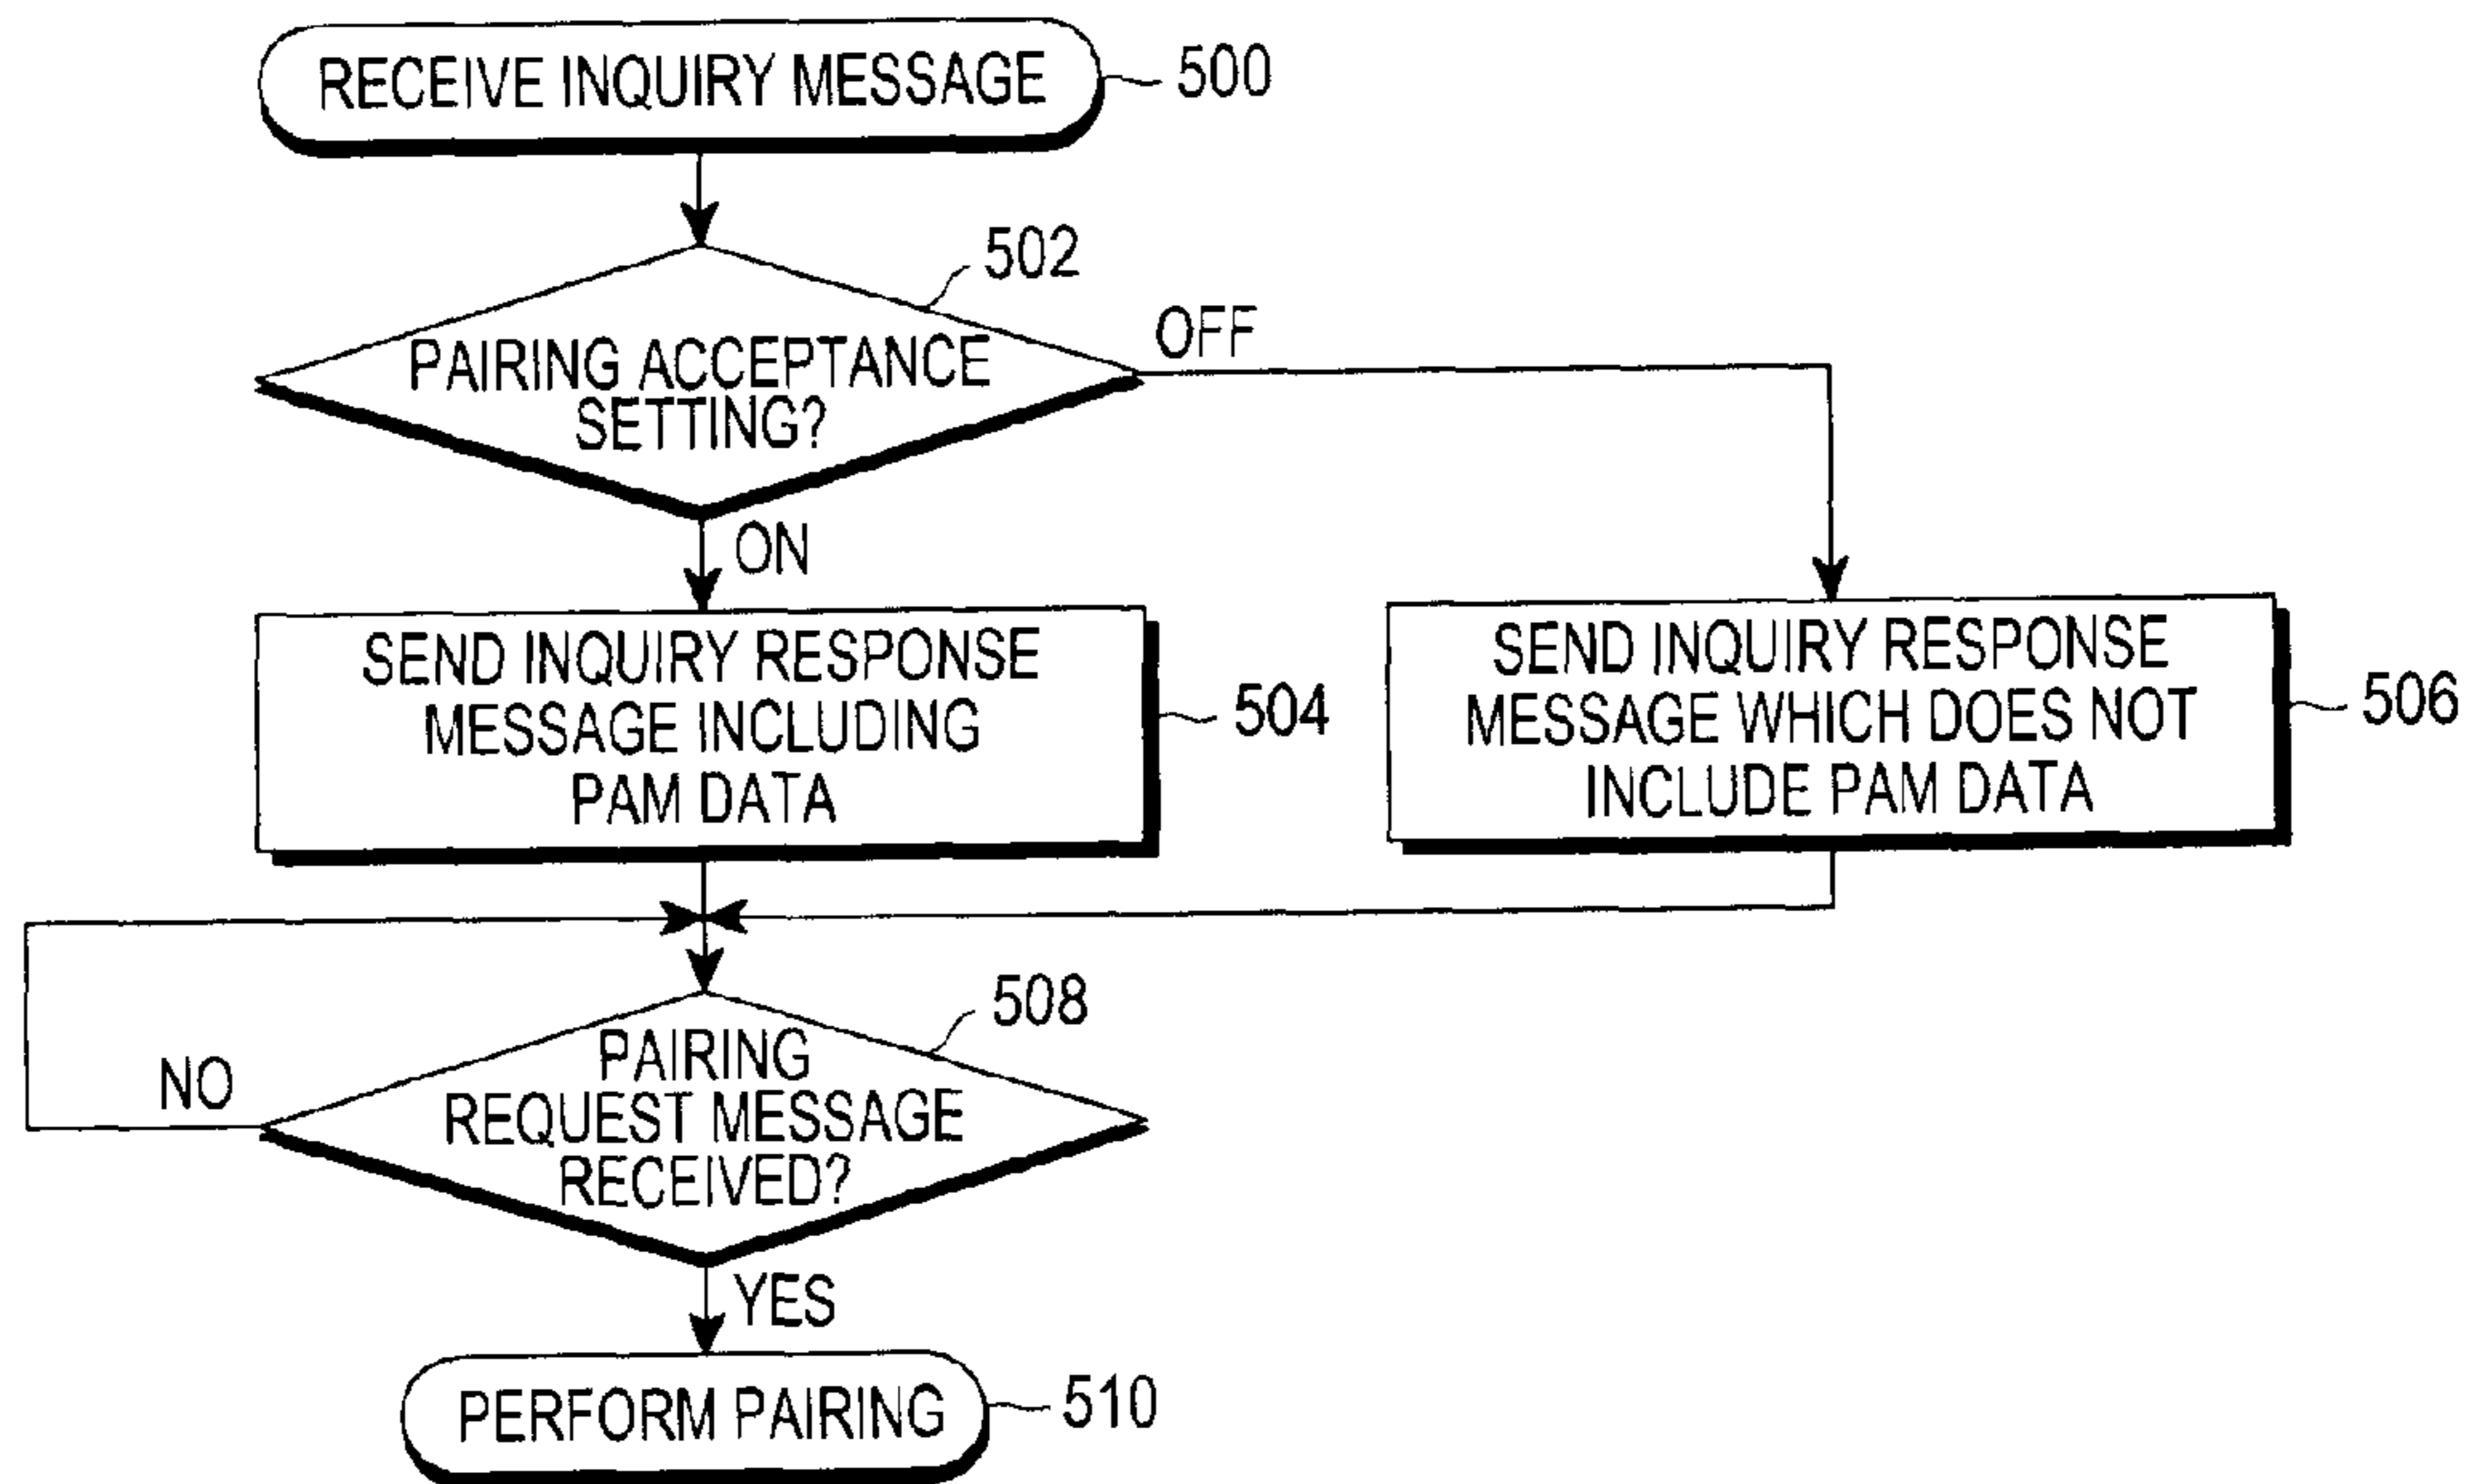 RECEIVE INQUIRY MESSAGE
500
502
PAIRING ACCEPTANCE
SETTING?
OFF
ON
SEND INQUIRY RESPONSE
MESSAGE INCLUDING
PAM DATA
504
SEND INQUIRY RESPONSE
MESSAGE WHICH DOES NOT
INCLUDE PAM DATA
506
508
PAIRING
REQUEST MESSAGE
RECEIVED?
NO
YES
PERFORM PAIRING
510